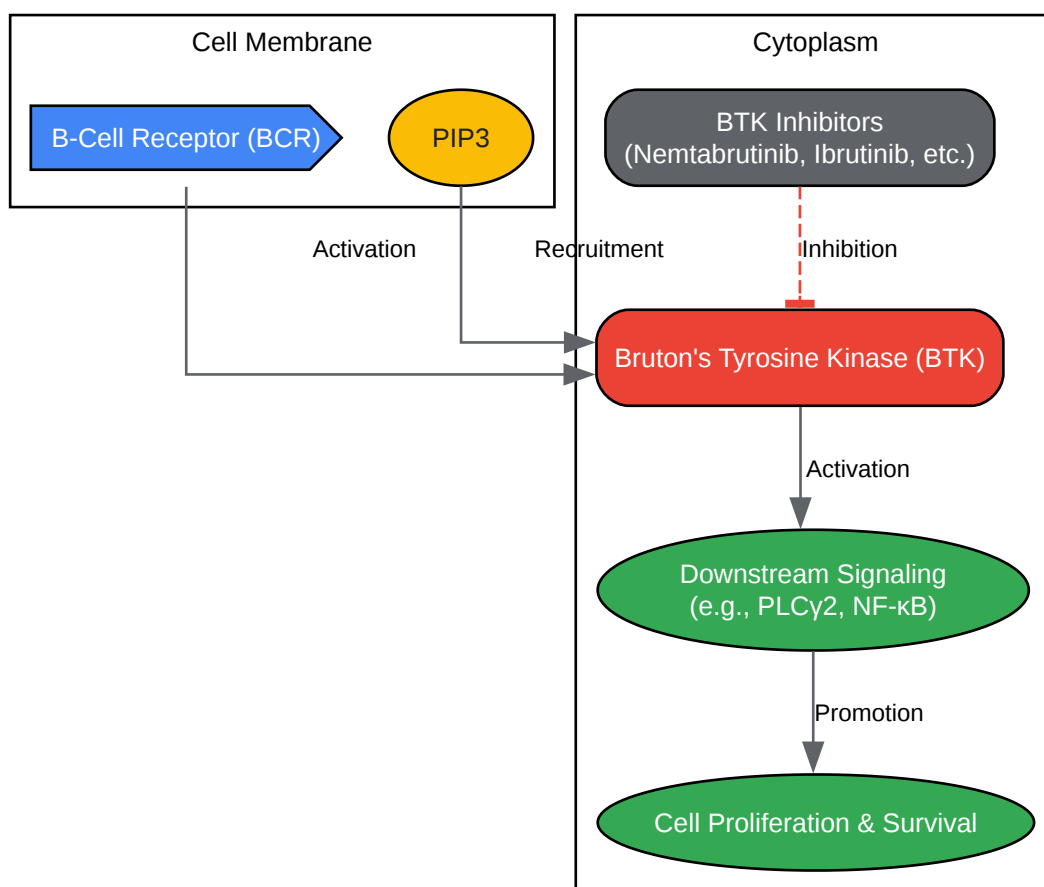 Cell Membrane
Cytoplasm
B-Cell Receptor (BCR)
PIP3
BTK Inhibitors
(Nemtabrutinib, Ibrutinib, etc.)
Activation
Recruitment
Inhibition
Bruton's Tyrosine Kinase (BTK)
Activation
Downstream Signaling
(e.g., PLCγ2, NF-κB)
Promotion
Cell Proliferation & Survival